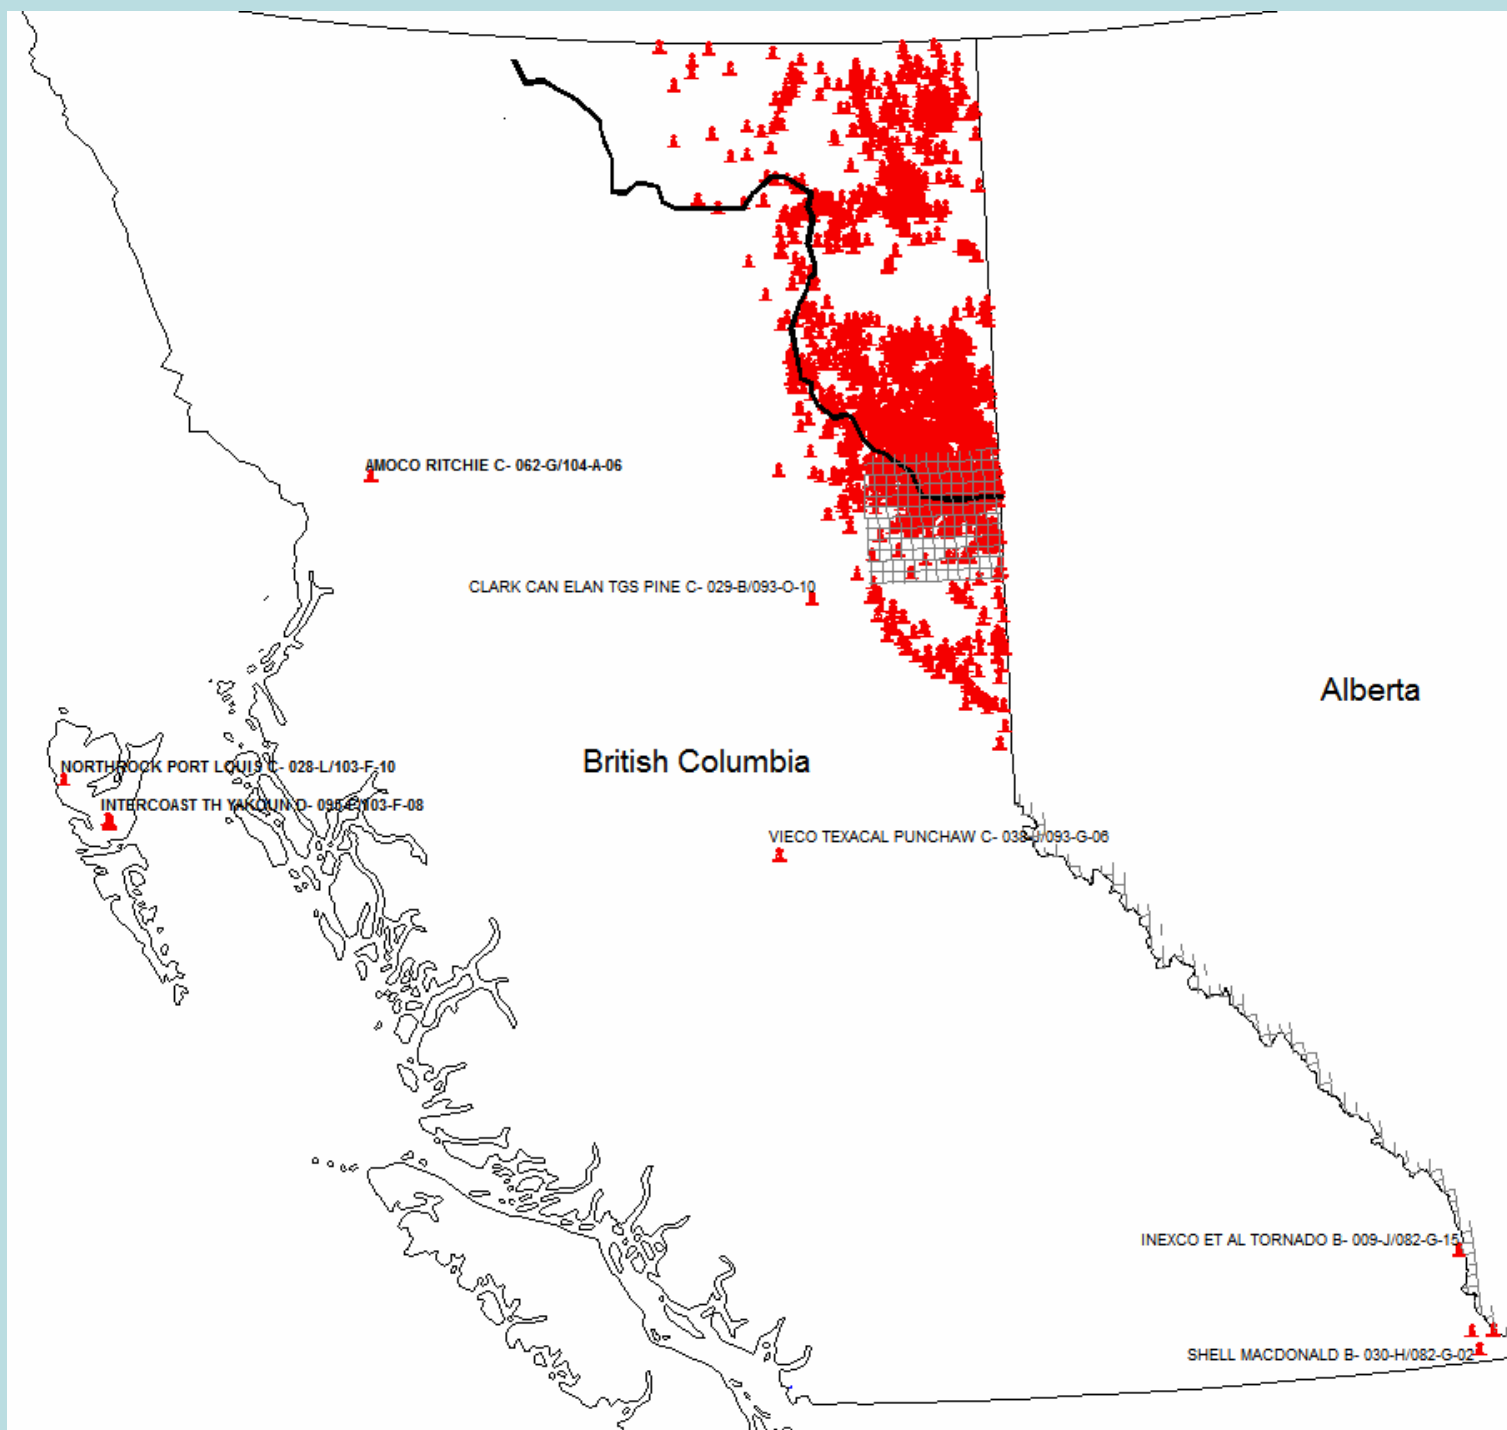 AMOCO RITCHIE C- 062-G/104-A-06
CLARK CAN ELAN TGS PINE C- 029-B/093-O-10
Alberta
British Columbia
NORTHROCK PORT LOUIS C- 028-L/103-F-10
INTERCOAST TH YAKOUN D- 103-F-08
VIECO TEXACAL PUNCHAW C- 093-G-06
INEXCO ET AL TORNADO B- 009-J/082-G-15
SHELL MACDONALD B- 030-H/082-G-02